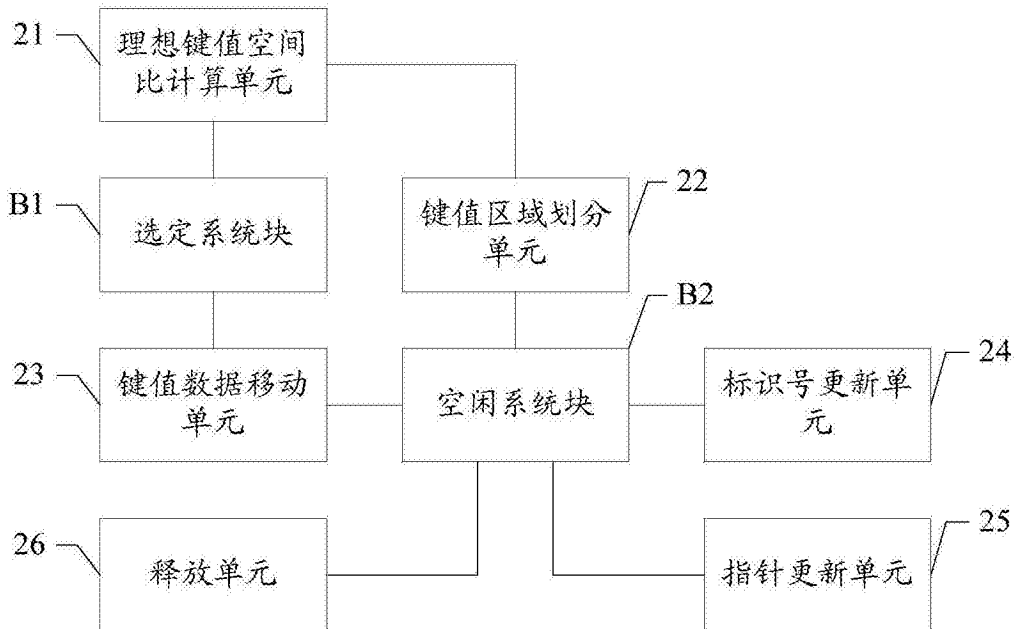 21
理想键值空间
比计算单元
B1
选定系统块
22
键值区域划分
单元
B2
23
键值数据移动
单元
空闲系统块
24
标识号更新单
元
26
释放单元
25
指针更新单元